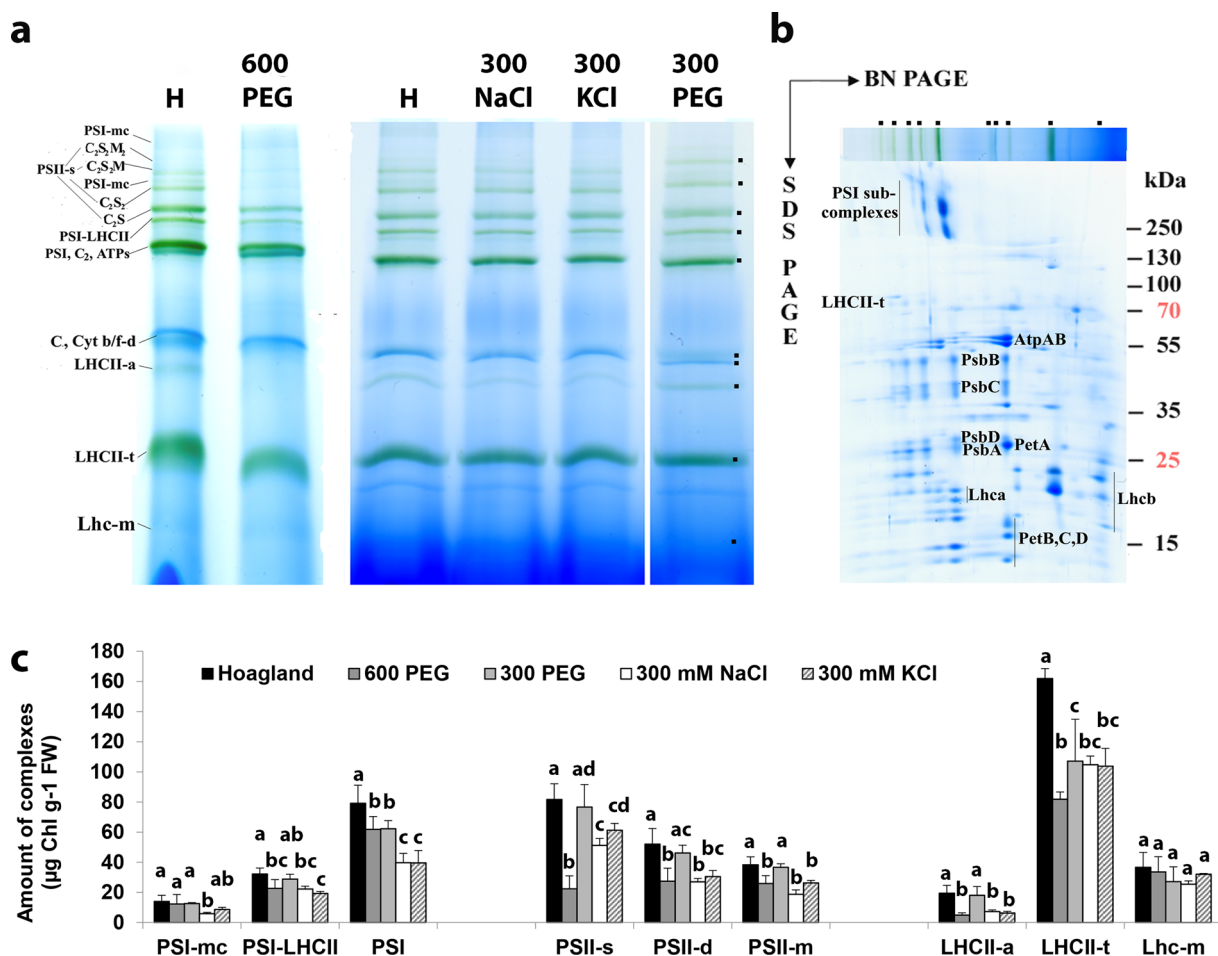 a
600
PEG
H
H
300
NaCl
300
KCl
300
PEG
PSI-mc
C₂S₂M₂
PSII-s
C₂S₂M
PSI-mc
C₂S₂
C₂S
PSI-LHCII
PSI, C₂, ATPs
C, Cyt b/f-d
LHCII-a
LHCII-t
Lhc-m
b
BN PAGE
SDS PAGE
kDa
PSI sub-
complexes
250
130
100
LHCII-t
70
AtpAB
55
PsbB
PsbC
35
PsbD
PsbA
PetA
25
Lhca
Lhcb
PetB,C,D
15
c
Amount of complexes
(µg Chl g-1 FW)
180
160
140
120
100
80
60
40
20
0
Hoagland
600 PEG
300 PEG
300 mM NaCl
300 mM KCl
a a a b ab
a bc ab bc b
a b b c c
a b ad c cd
a b ac b bc
a b a b b
a b a b b
a b c bc bc
a a a a a
PSI-mc
PSI-LHCII
PSI
PSII-s
PSII-d
PSII-m
LHCII-a
LHCII-t
Lhc-m